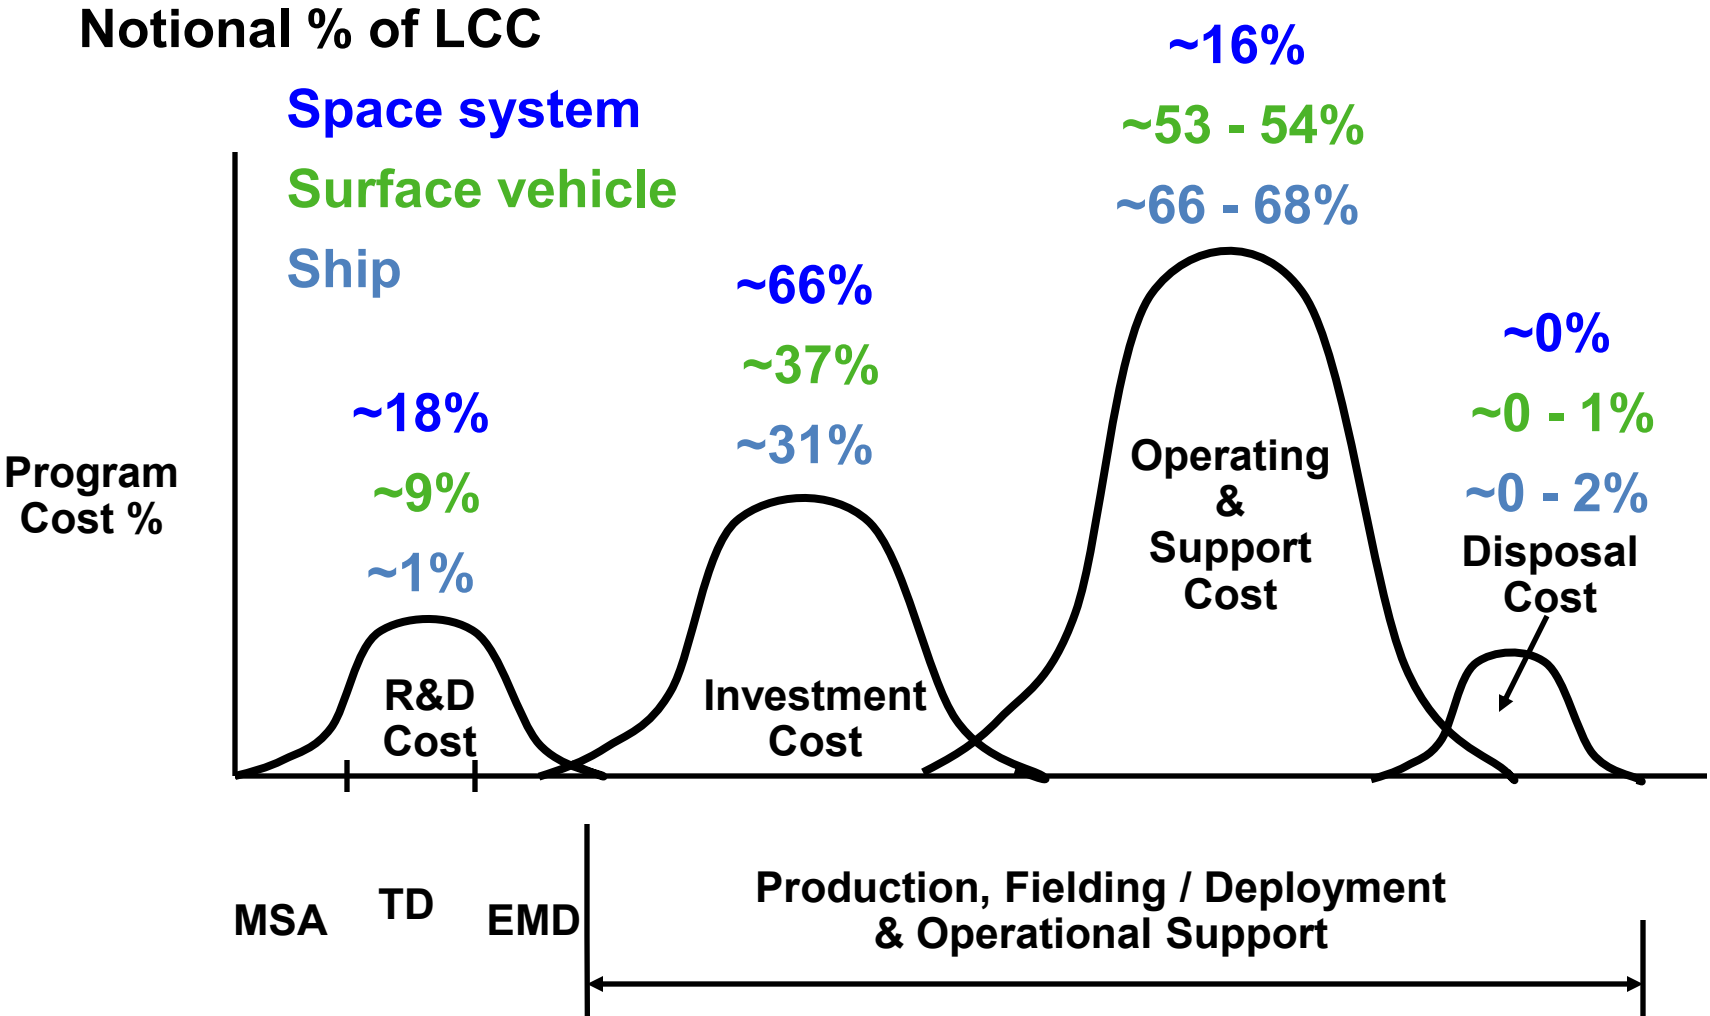 Notional % of LCC
Space system
Surface vehicle
Ship
Program
Cost %
~18%
~9%
~1%
R&D
Cost
~66%
~37%
~31%
Investment
Cost
~16%
~53 - 54%
~66 - 68%
Operating
&
Support
Cost
~0%
~0 - 1%
~0 - 2%
Disposal
Cost
MSA
TD
EMD
Production, Fielding / Deployment
& Operational Support